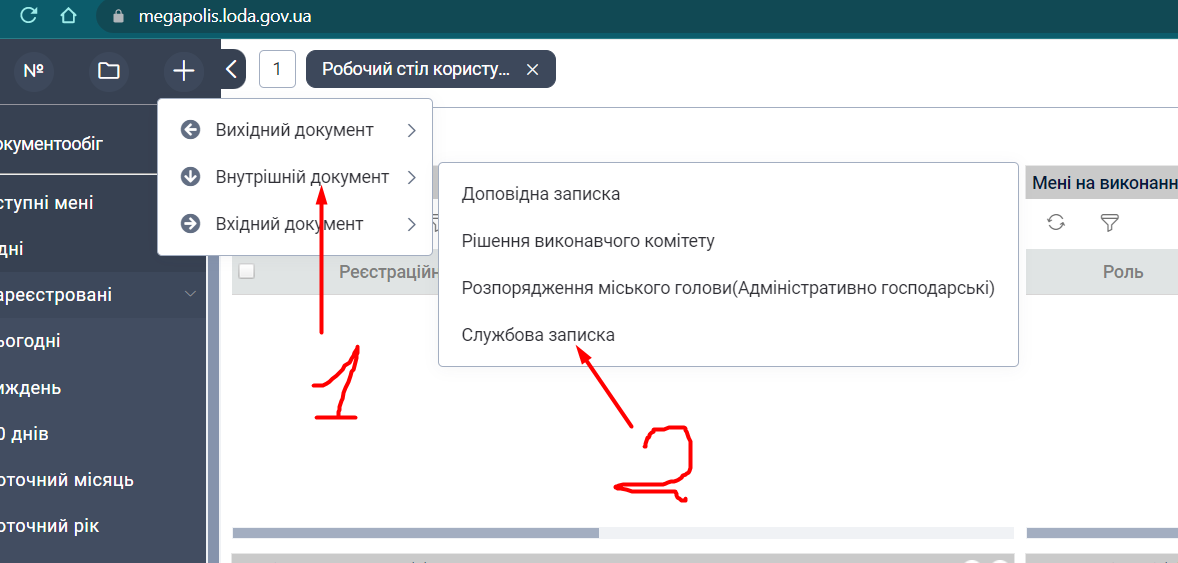 megapolis.loda.gov.ua
№
1
Робочий стіл користу...
Вихідний документ
Внутрішній документ
Вхідний документ
Доповідна записка
Рішення виконавчого комітету
Розпорядження міського голови(Адміністративно господарські)
Службова записка
окументообіг
ступні мені
дні
ареєстровані
ьогодні
иждень
0 днів
оточний місяць
оточний рік
Реєстраційн
Мені на виконанн
Роль
1
2